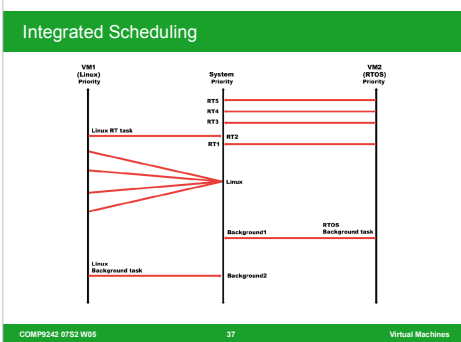 Integrated Scheduling
VM1
(Linux)
Priority
System
Priority
VM2
(RTOS)
Priority
RT5
RT4
RT3
Linux RT task
RT2
RT1
Linux
RTOS
Background task
Background1
Linux
Background task
Background2
COMP9242 07S2 W05
37
Virtual Machines